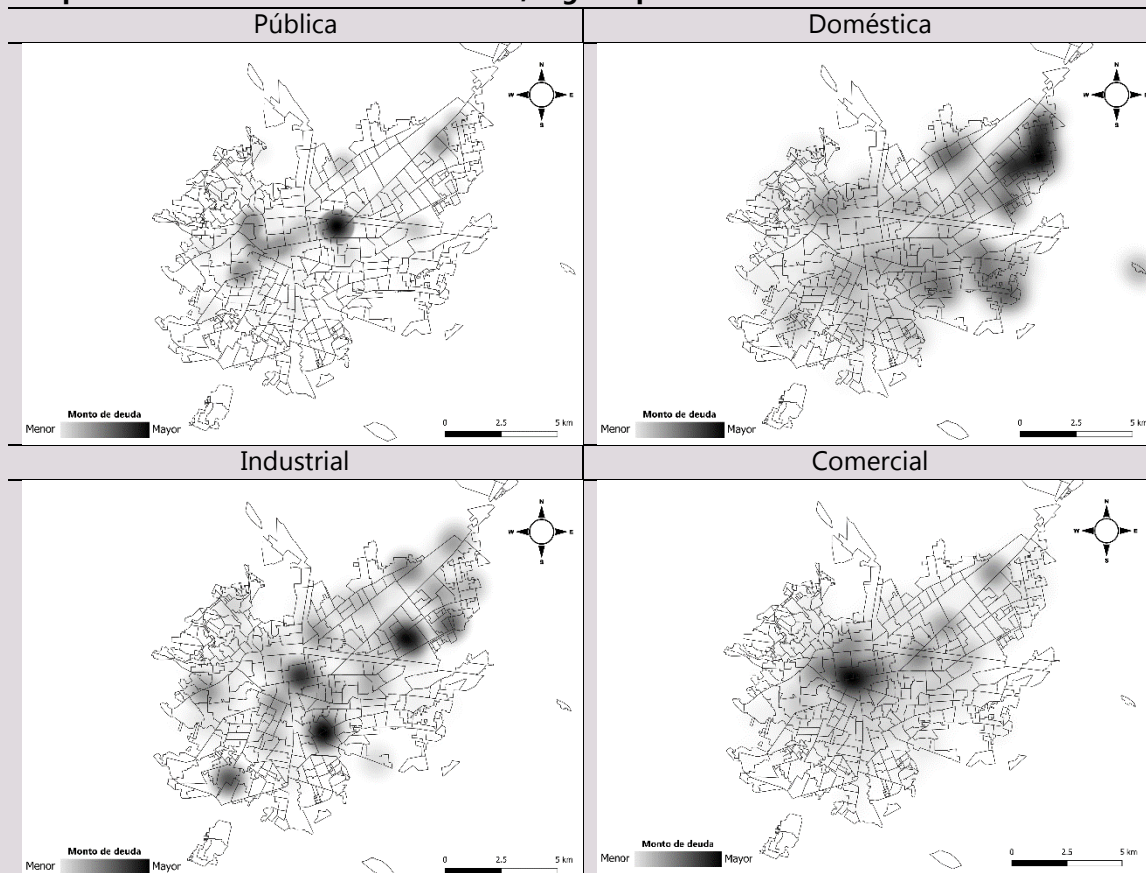 Pública
Doméstica
N
W E
S
N
W E
S
Monto de deuda
Menor Mayor
0 2.5 5 km
Monto de deuda
Menor Mayor
0 2.5 5 km
Industrial
Comercial
N
W E
S
N
W E
S
Monto de deuda
Menor Mayor
0 2.5 5 km
Monto de deuda
Menor Mayor
0 2.5 5 km